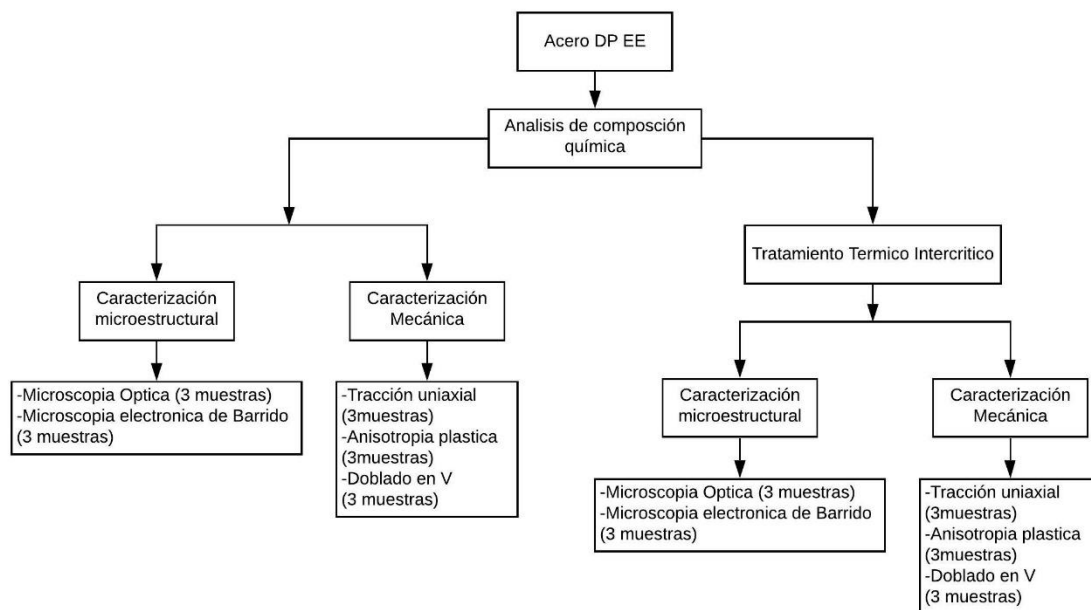 Acero DP EE
Analisis de composción
química
Tratamiento Termico Intercritico
Caracterización
microestructural
Caracterización
Mecánica
-Microscopia Optica (3 muestras)
-Microscopia electronica de Barrido
(3 muestras)
-Tracción uniaxial
(3muestras)
-Anisotropia plastica
(3muestras)
-Doblado en V
(3 muestras)
Caracterización
microestructural
Caracterización
Mecánica
-Microscopia Optica (3 muestras)
-Microscopia electronica de Barrido
(3 muestras)
-Tracción uniaxial
(3muestras)
-Anisotropia plastica
(3muestras)
-Doblado en V
(3 muestras)